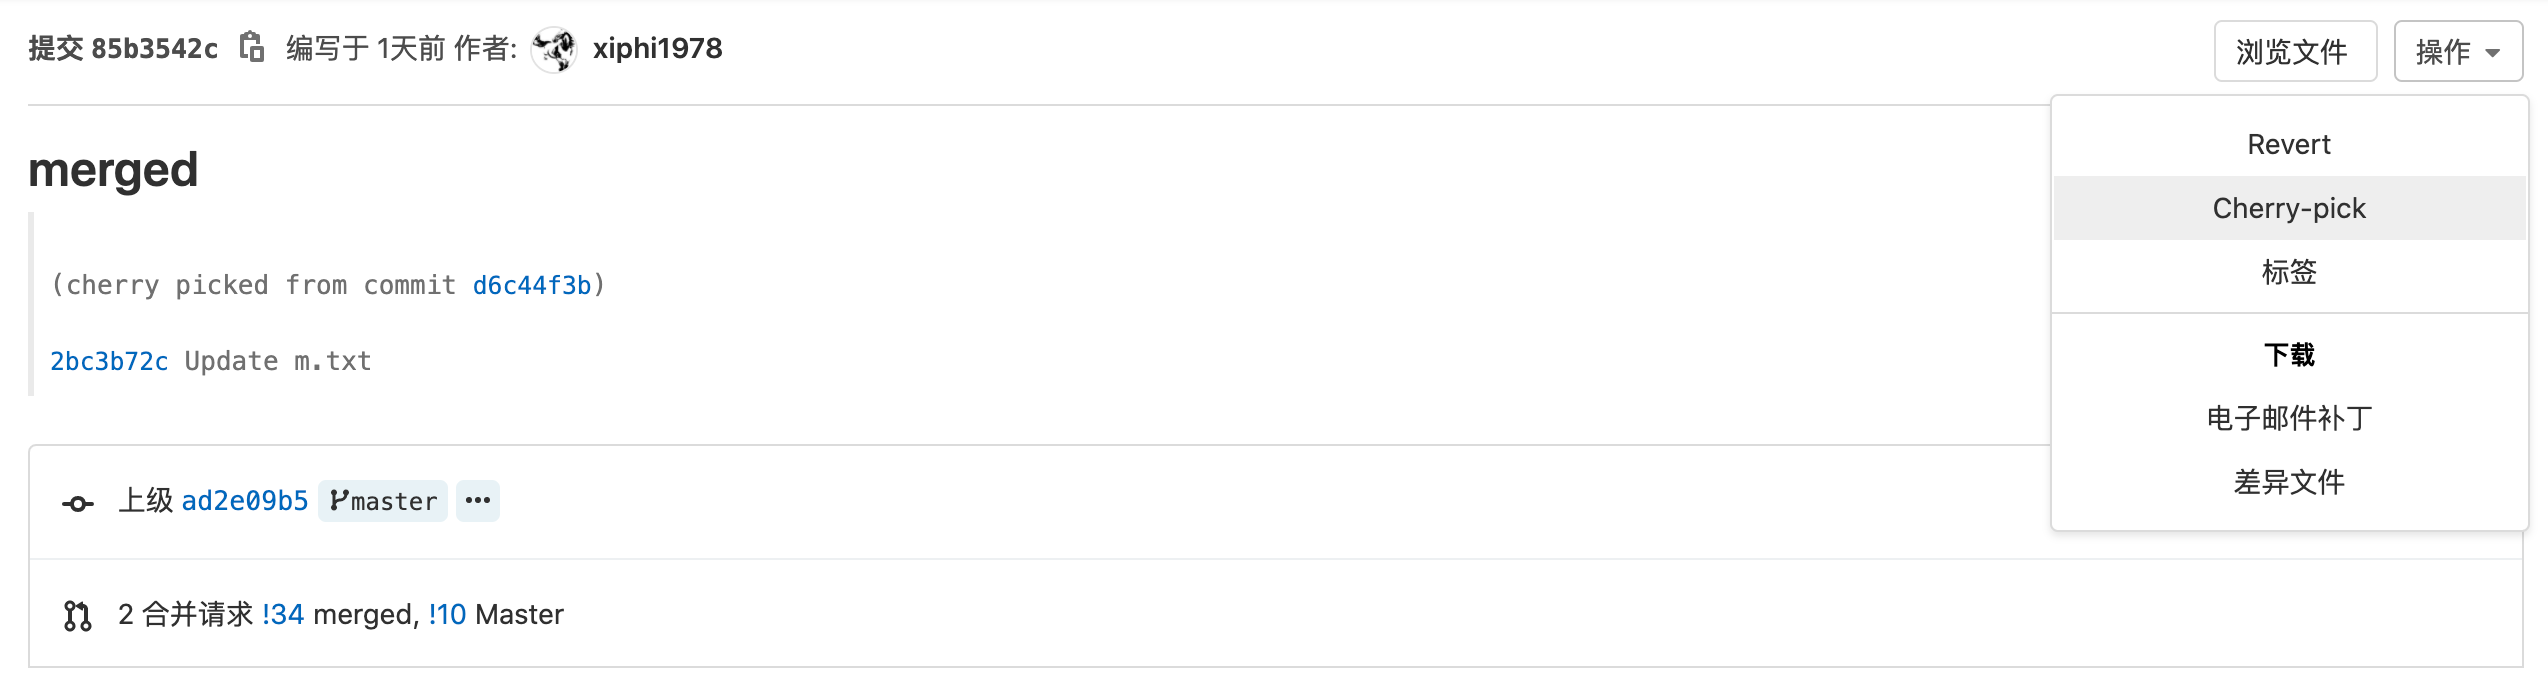 提交 85b3542c 编写于 1天前 作者: xiphi1978
浏览文件
操作
Revert
Cherry-pick
标签
下载
电子邮件补丁
差异文件
merged
(cherry picked from commit d6c44f3b)
2bc3b72c Update m.txt
上级 ad2e09b5 master ···
2 合并请求 !34 merged, !10 Master